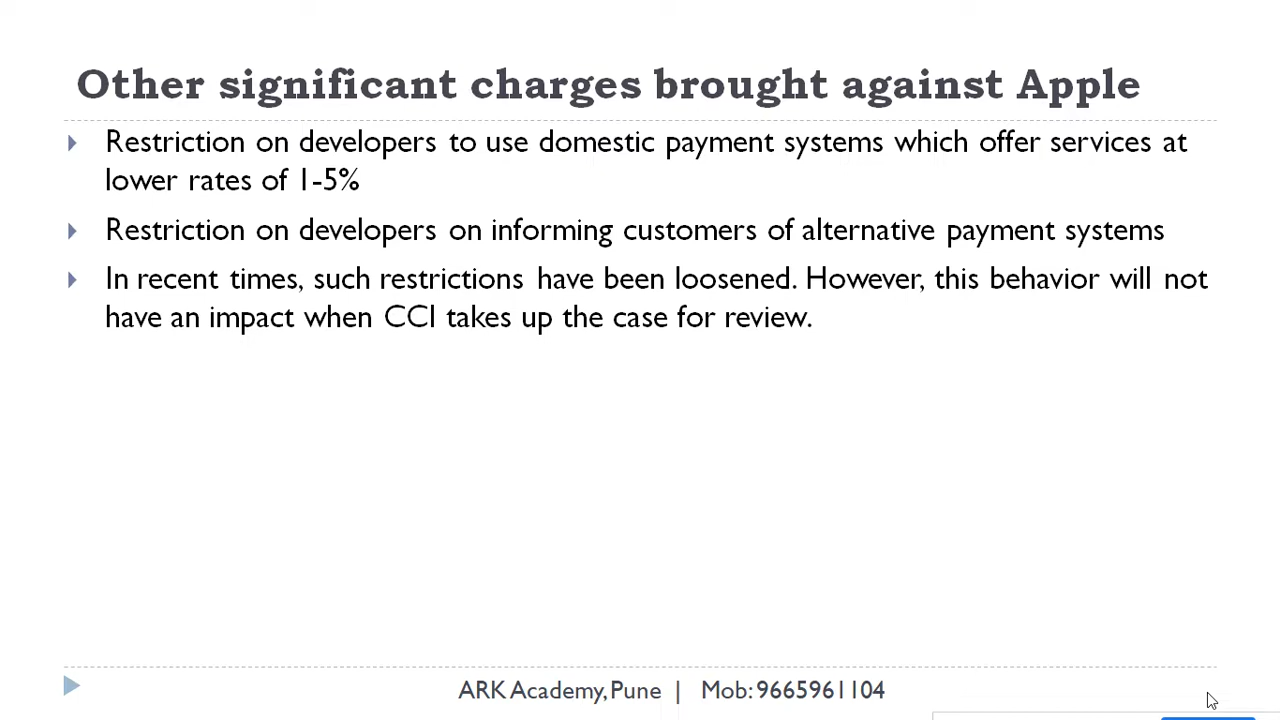 Other significant charges brought against Apple
Restriction on developers to use domestic payment systems which offer services at
lower rates of 1-5%
Restriction on developers on informing customers of alternative payment systems
In recent times, such restrictions have been loosened. However, this behavior will not
have an impact when CCI takes up the case for review.
ARK Academy, Pune | Mob: 9665961104